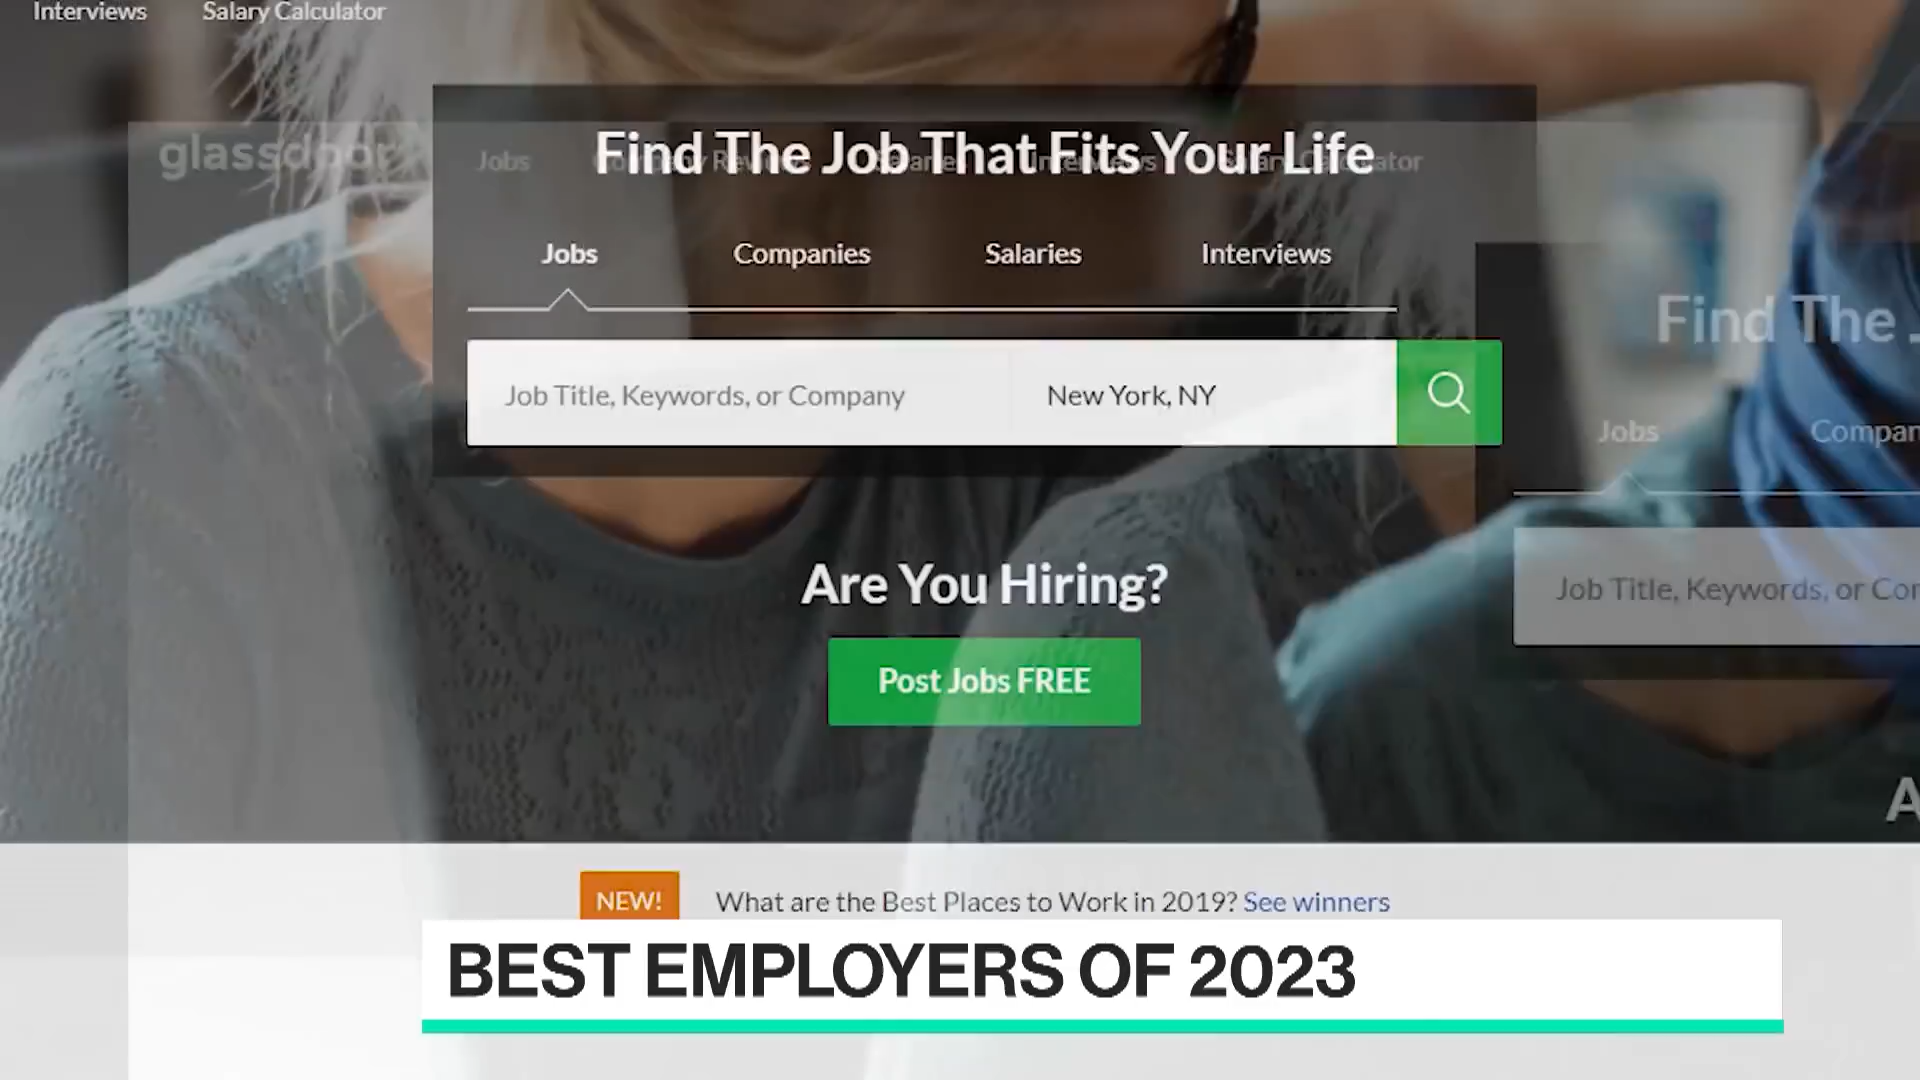 Interviews Salary Calculator
glassdoor Jobs
Find The Job That Fits Your Life
Jobs Companies Salaries Interviews
Find The
Job Title, Keywords, or Company New York, NY
Jobs
Are You Hiring?
Job Title, Keywords, or
Post Jobs FREE
NEW! What are the Best Places to Work in 2019? See winners
BEST EMPLOYERS OF 2023